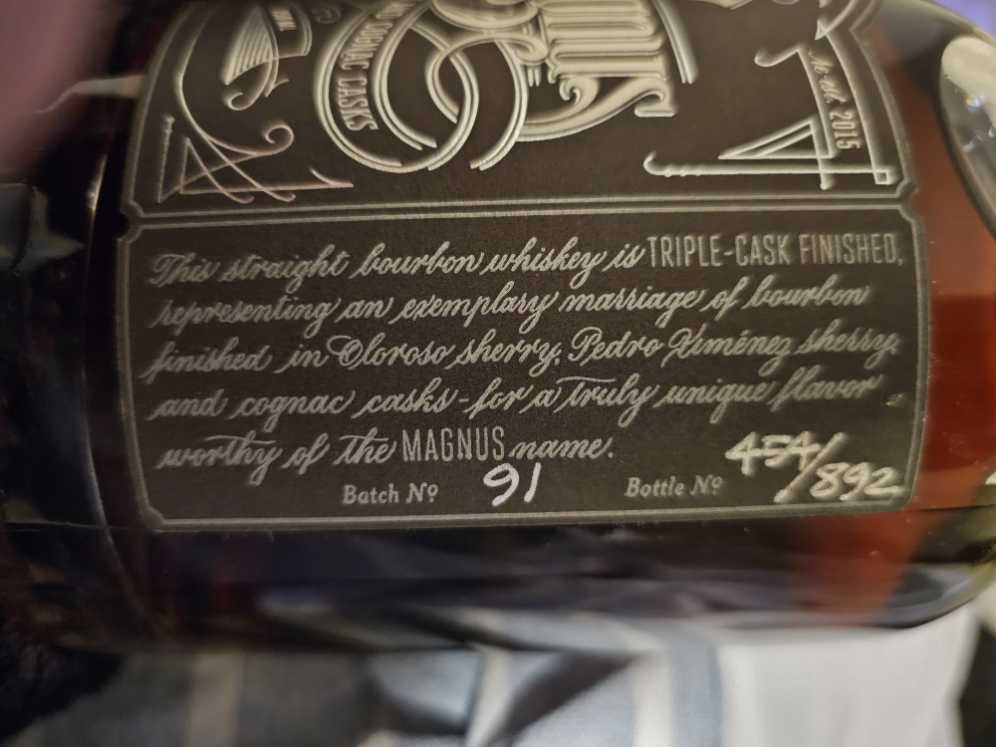 COGNAC CASKS
2015
This straight bourbon whiskey is TRIPLE-CASK FINISHED,
representing an exemplary marriage of bourbon
finished in Oloroso sherry, Pedro Ximénez sherry
and cognac casks - for a truly unique flavor
worthy of the MAGNUS name.
Batch Nº 91 Bottle Nº 454/892